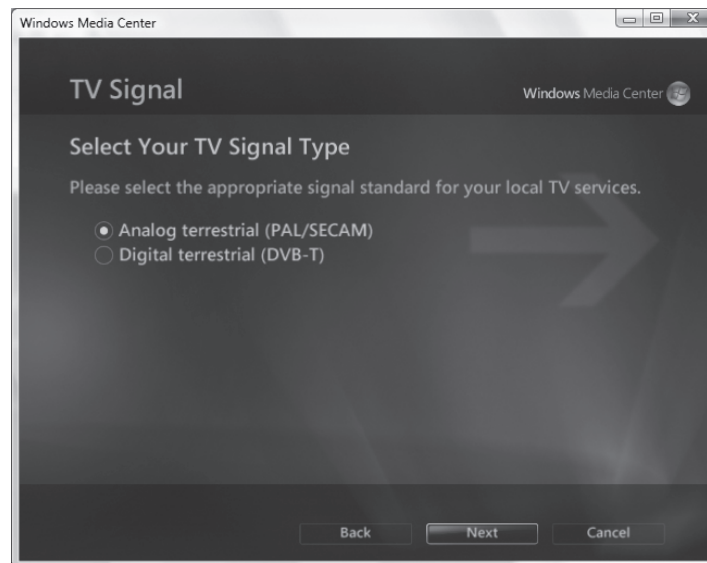 Windows Media Center
TV Signal
Windows Media Center
Select Your TV Signal Type
Please select the appropriate signal standard for your local TV services.
Analog terrestrial (PAL/SECAM)
Digital terrestrial (DVB-T)
Back Next Cancel